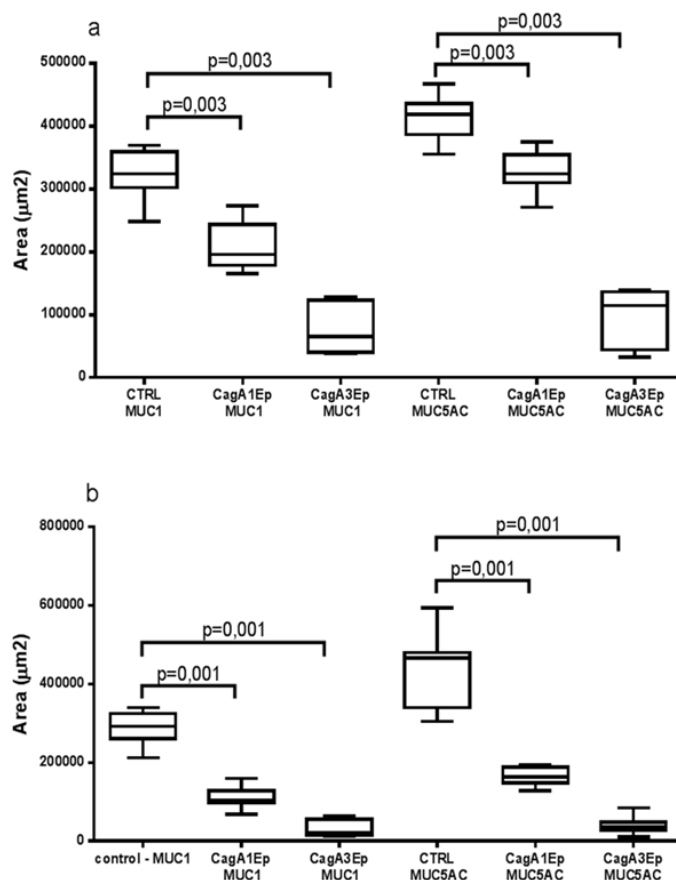 a
p=0,003
p=0,003
p=0,003
p=0,003
Area (μm2)
500000
400000
300000
200000
100000
0
CTRL MUC1
CagA1Ep MUC1
CagA3Ep MUC1
CTRL MUC5AC
CagA1Ep MUC5AC
CagA3Ep MUC5AC
b
p=0,001
p=0,001
p=0,001
p=0,001
Area (μm2)
800000
600000
400000
200000
0
control - MUC1
CagA1Ep MUC1
CagA3Ep MUC1
CTRL MUC5AC
CagA1Ep MUC5AC
CagA3Ep MUC5AC